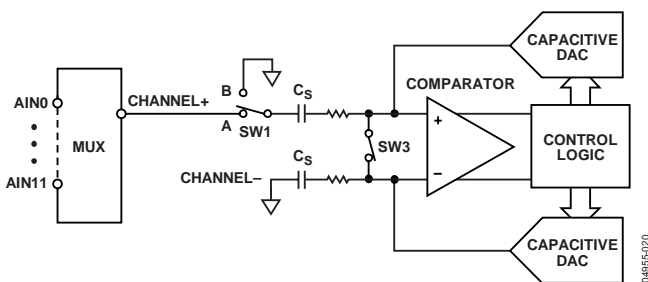 CAPACITIVE
DAC
B
CS
COMPARATOR
AIN0
CHANNEL+
A
SW1
+
MUX
SW3
CONTROL
LOGIC
CS
AIN11
CHANNEL–
–
CAPACITIVE
DAC
04955-020